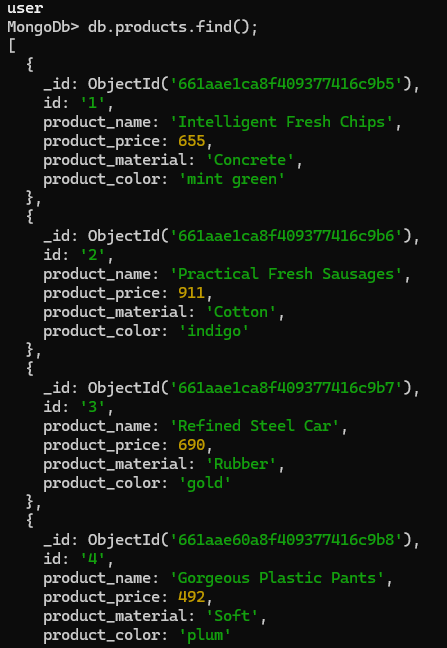 user
MongoDb> db.products.find();
[
  {
    _id: ObjectId('661aae1ca8f409377416c9b5'),
    id: '1',
    product_name: 'Intelligent Fresh Chips',
    product_price: 655,
    product_material: 'Concrete',
    product_color: 'mint green'
  },
  {
    _id: ObjectId('661aae1ca8f409377416c9b6'),
    id: '2',
    product_name: 'Practical Fresh Sausages',
    product_price: 911,
    product_material: 'Cotton',
    product_color: 'indigo'
  },
  {
    _id: ObjectId('661aae1ca8f409377416c9b7'),
    id: '3',
    product_name: 'Refined Steel Car',
    product_price: 690,
    product_material: 'Rubber',
    product_color: 'gold'
  },
  {
    _id: ObjectId('661aae60a8f409377416c9b8'),
    id: '4',
    product_name: 'Gorgeous Plastic Pants',
    product_price: 492,
    product_material: 'Soft',
    product_color: 'plum'